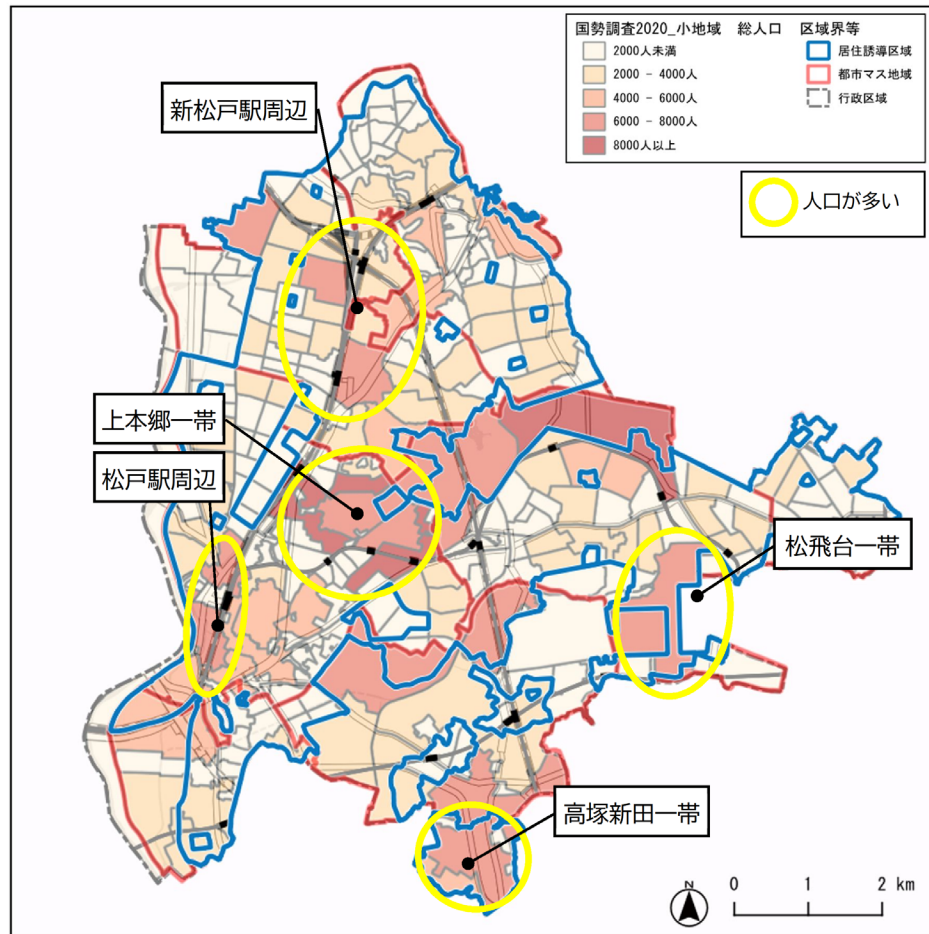 国勢調査2020_小地域 総人口 区域界等
2000人未満 居住誘導区域
2000 - 4000人 都市マス地域
4000 - 6000人 行政区域
6000 - 8000人
8000人以上
人口が多い
新松戸駅周辺
上本郷一帯
松戸駅周辺
松飛台一帯
高塚新田一帯
N
0 1 2 km